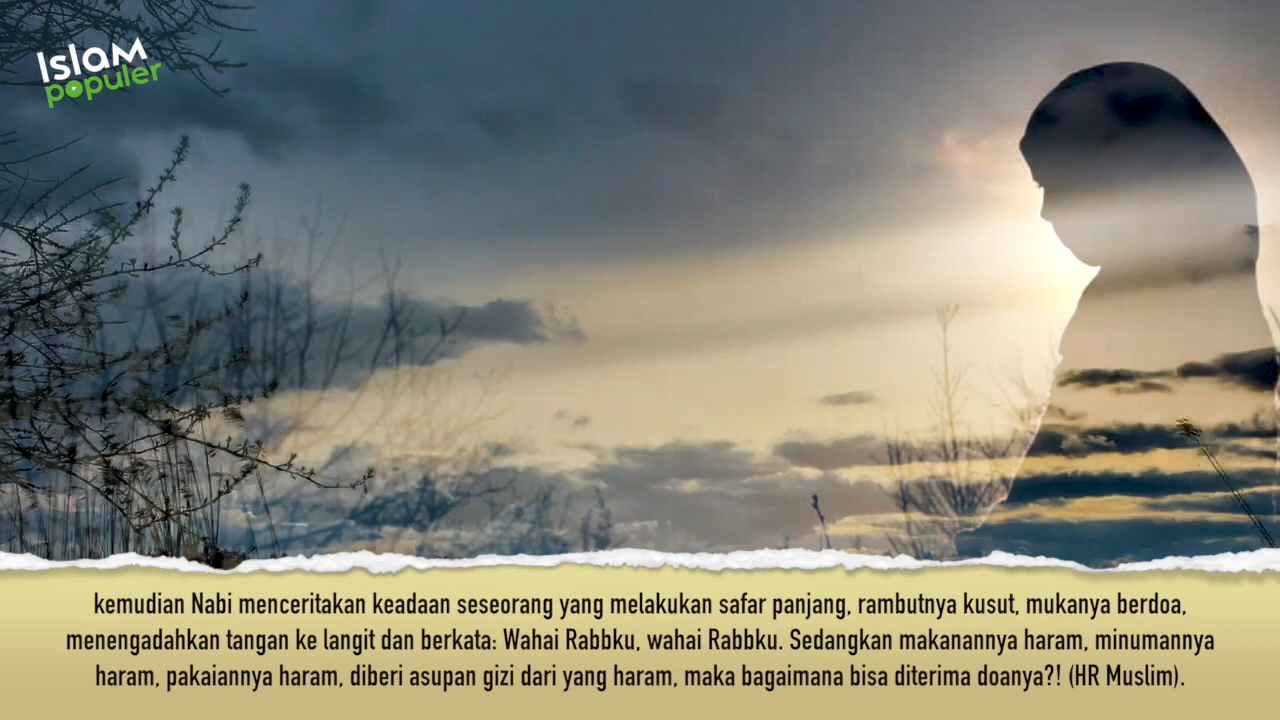 Islam
populer
kemudian Nabi menceritakan keadaan seseorang yang melakukan safar panjang, rambutnya kusut, mukanya berdoa,
menengadahkan tangan ke langit dan berkata: Wahai Rabbku, wahai Rabbku. Sedangkan makanannya haram, minumannya
haram, pakaiannya haram, diberi asupan gizi dari yang haram, maka bagaimana bisa diterima doanya?! (HR Muslim).